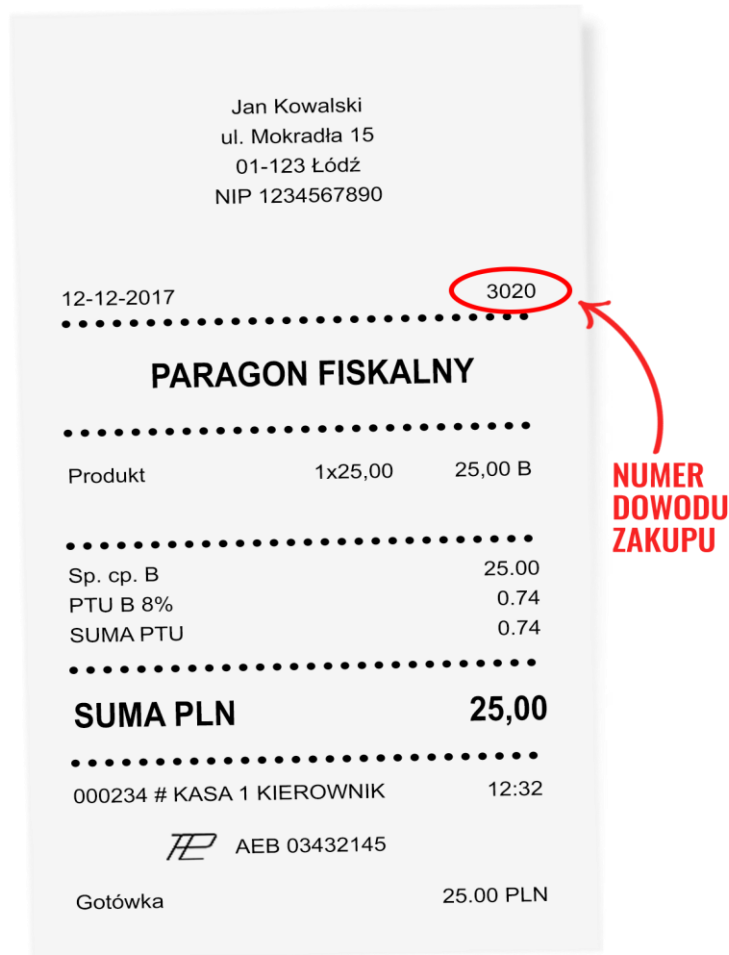 Jan Kowalski
ul. Mokradła 15
01-123 Łódź
NIP 1234567890
12-12-2017 3020
PARAGON FISKALNY
Produkt 1x25,00 25,00 B
Sp. cp. B 25.00
PTU B 8% 0.74
SUMA PTU 0.74
SUMA PLN 25,00
000234 # KASA 1 KIEROWNIK 12:32
AEB 03432145
Gotówka 25.00 PLN
NUMER
DOWODU
ZAKUPU